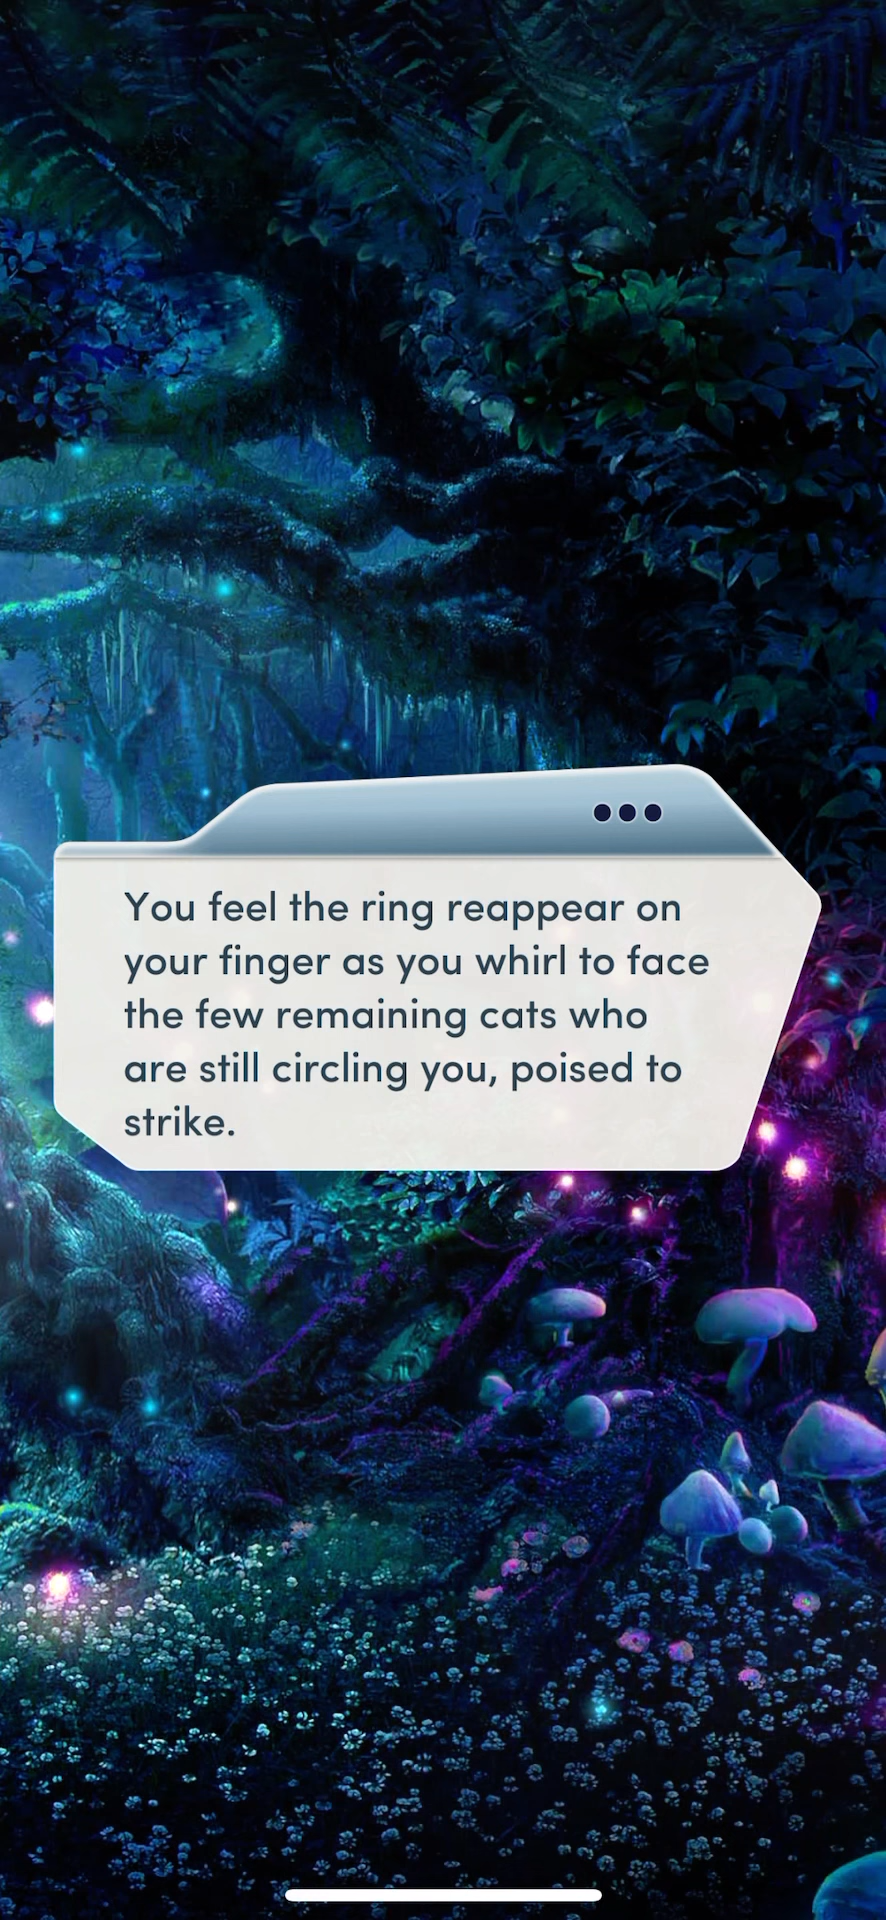 You feel the ring reappear on
your finger as you whirl to face
the few remaining cats who
are still circling you, poised to
strike.